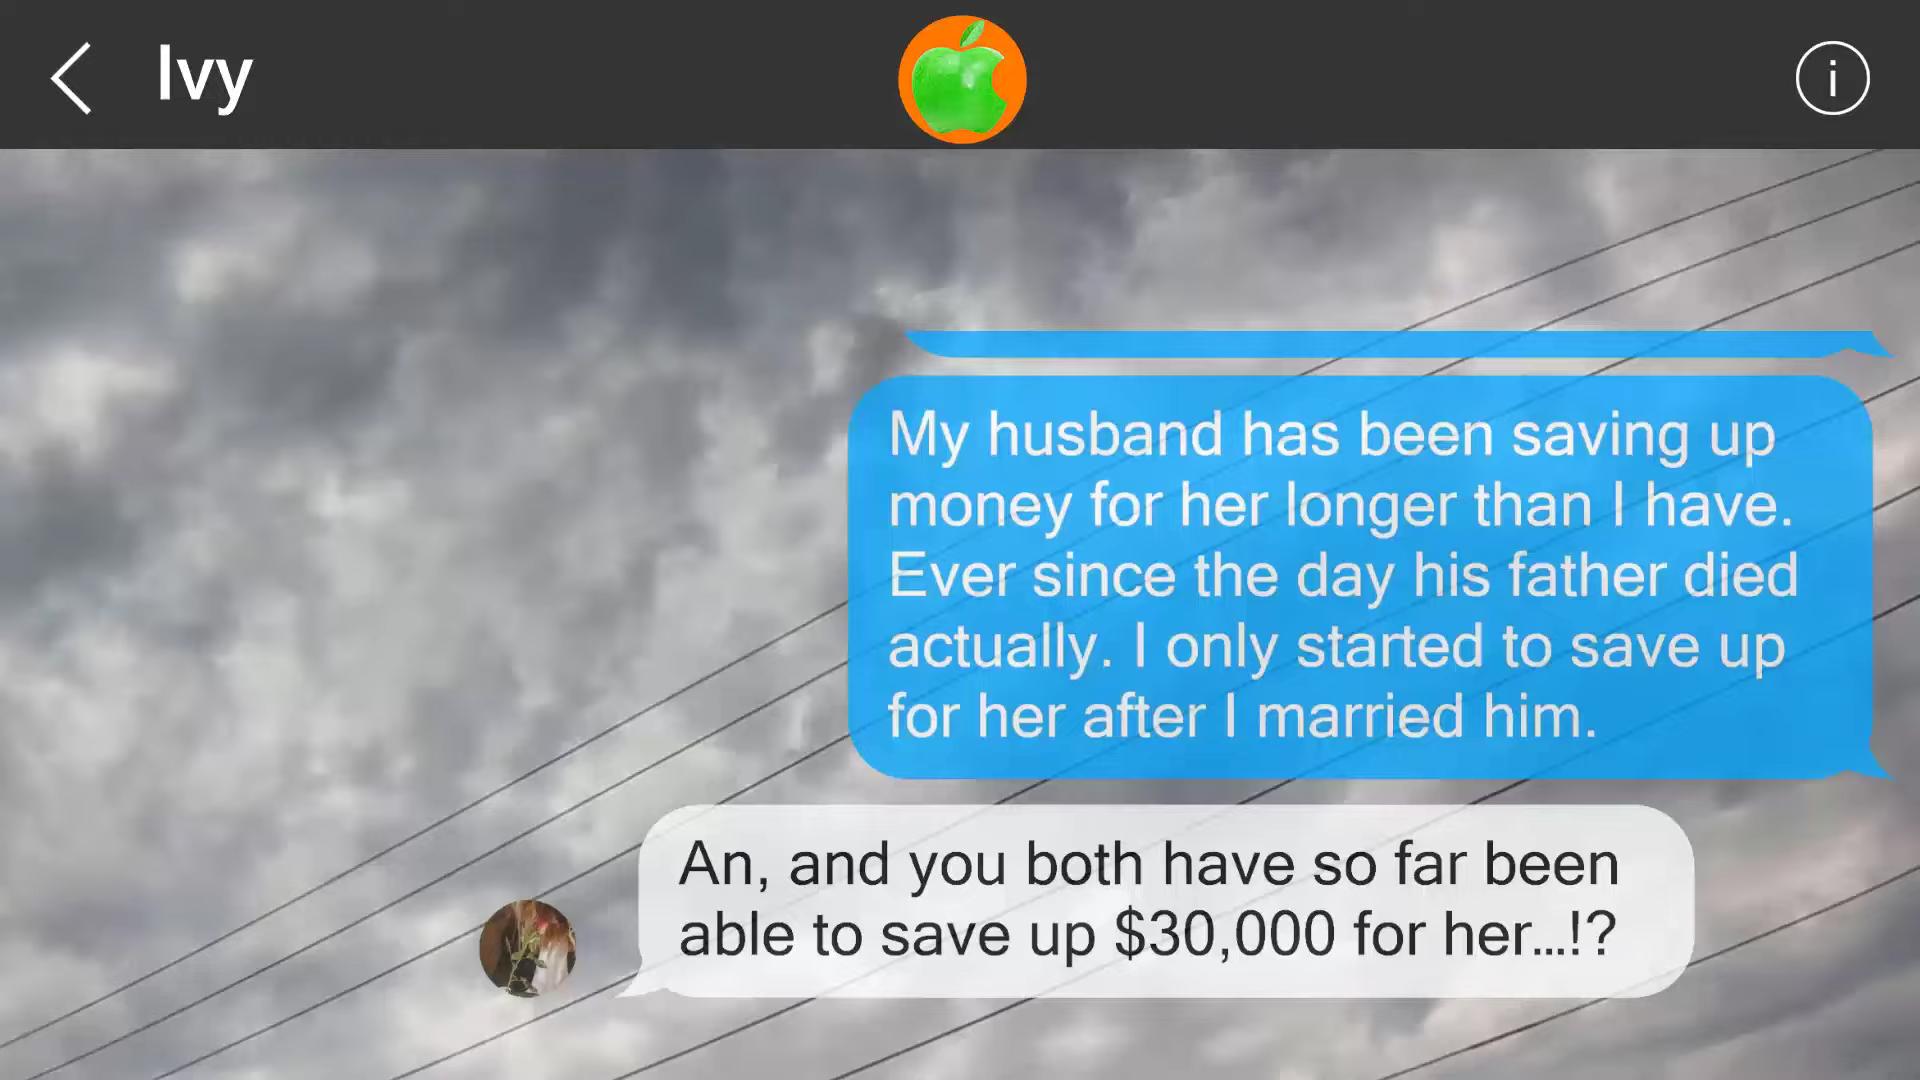 Ivy
i
My husband has been saving up
money for her longer than I have.
Ever since the day his father died
actually. I only started to save up
for her after I married him.
An, and you both have so far been
able to save up $30,000 for her...!?